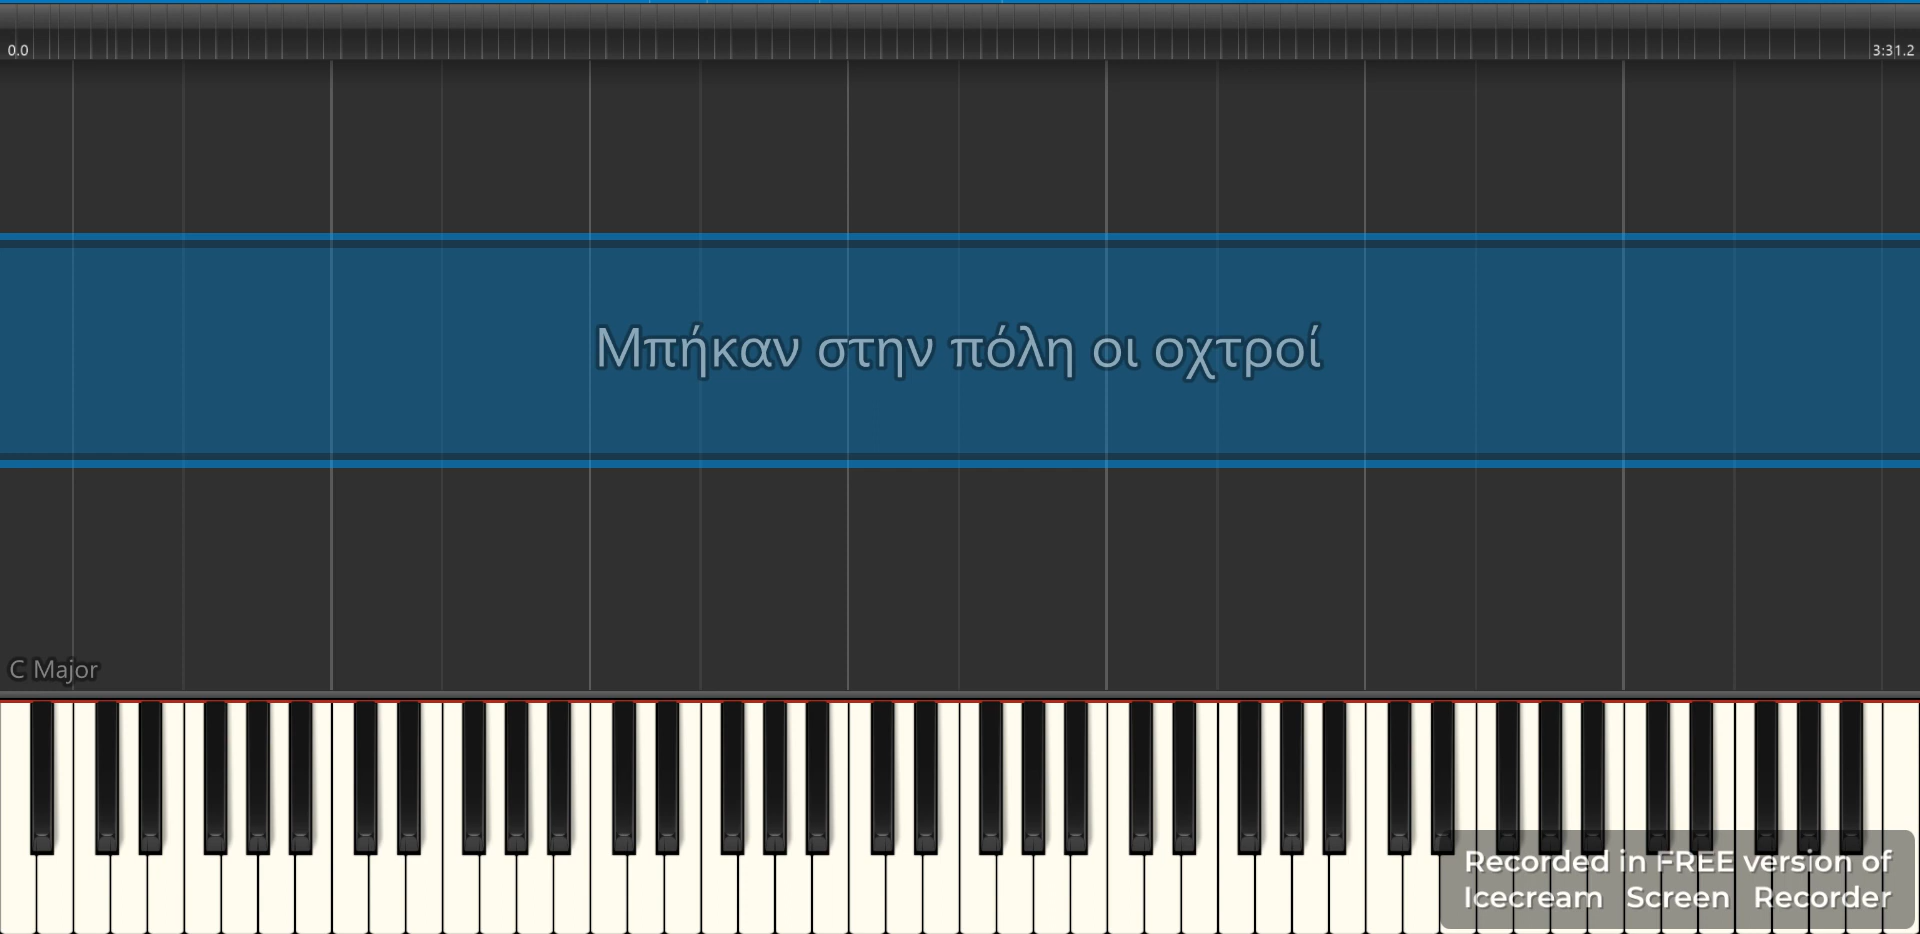 0.0
3:31.2
Μπήκαν στην πόλη οι οχτροί
C Major
Recorded in FREE version of
Icecream Screen Recorder